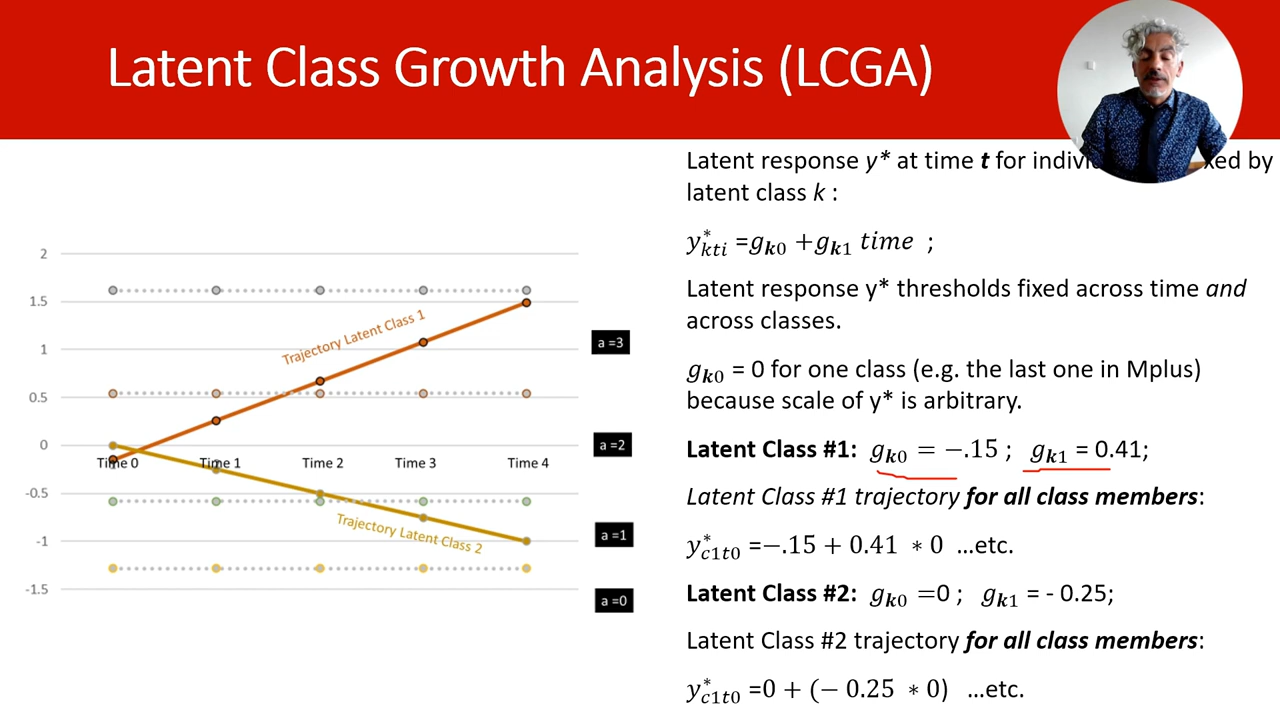 Latent Class Growth Analysis (LCGA)
Latent response y* at time t for by
latent class k :
y*kti =gk0 +gk1 time ;
Latent response y* thresholds fixed across time and
across classes.
gk0 = 0 for one class (e.g. the last one in Mplus)
because scale of y* is arbitrary.
Latent Class #1: gk0 = −.15 ; gk1 = 0.41;
Latent Class #1 trajectory for all class members:
y*c1t0 =−.15 + 0.41 * 0 ...etc.
Latent Class #2: gk0 =0 ; gk1 = - 0.25;
Latent Class #2 trajectory for all class members:
y*c1t0 =0 + (− 0.25 * 0) ...etc.
2
1.5
1
0.5
0
-0.5
-1
-1.5
Trajectory Latent Class 1
Time 0 Time 1 Time 2 Time 3 Time 4
Trajectory Latent Class 2
a =3
a =2
a =1
a =0